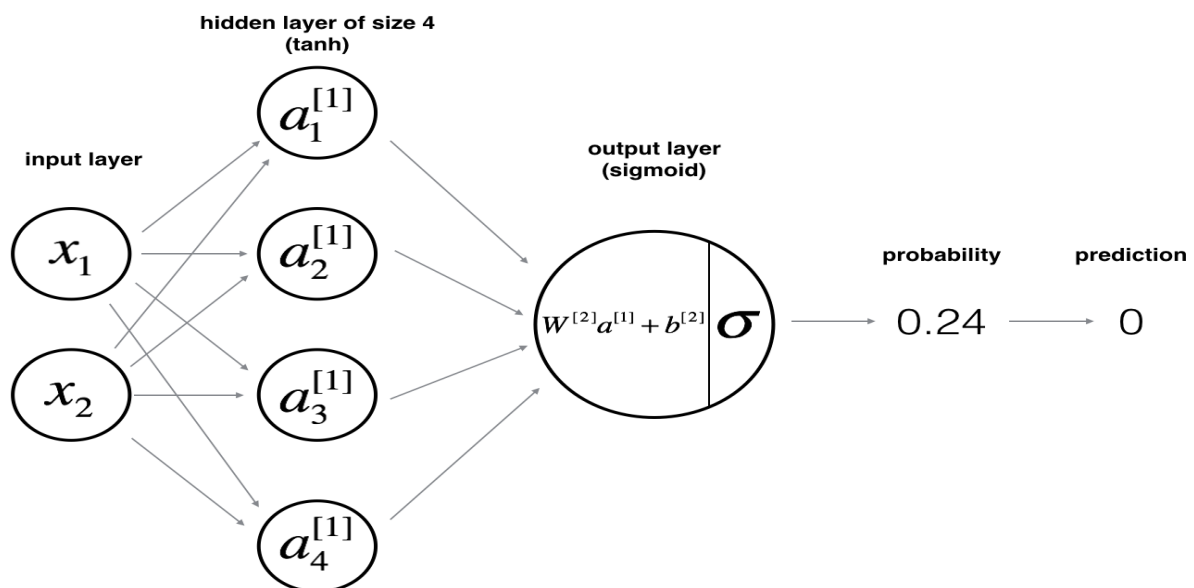 hidden layer of size 4
(tanh)
a₁^[1]
input layer
output layer
(sigmoid)
x₁
a₂^[1]
probability
prediction
W^[2]a^[1] + b^[2]
σ
0.24
0
x₂
a₃^[1]
a₄^[1]